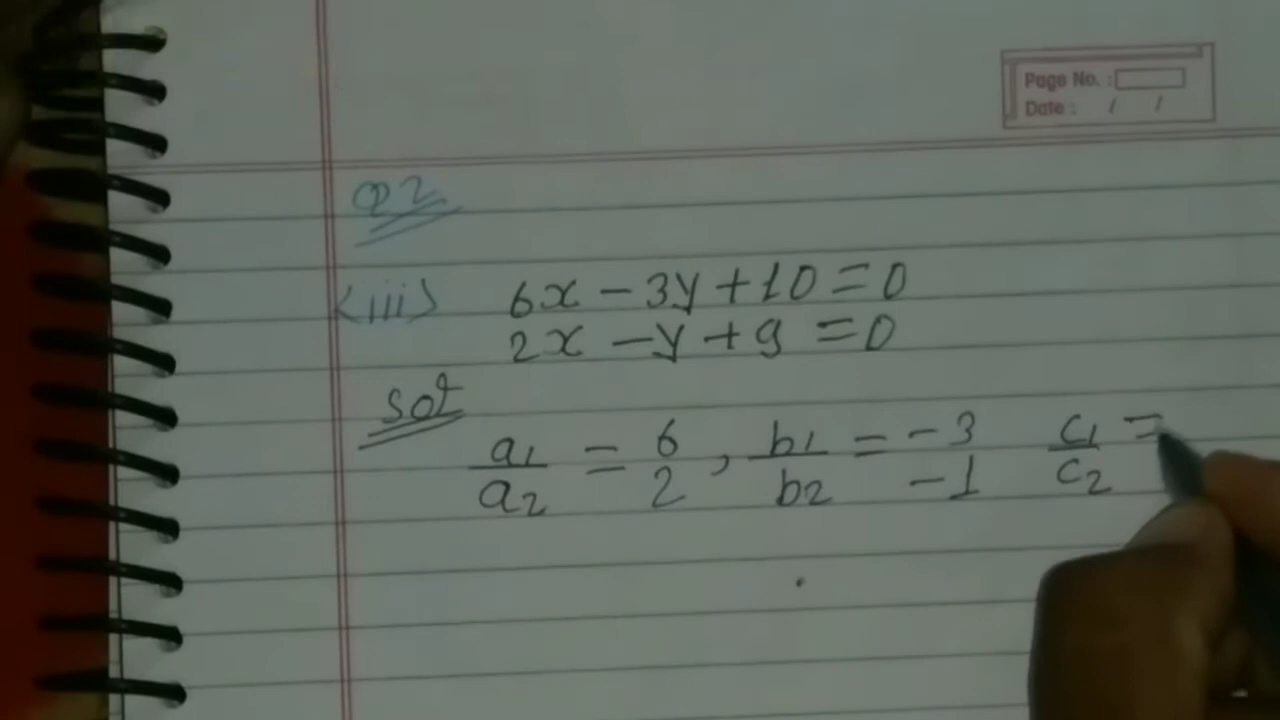 Page No. :
Date : / /
Q2
(iii) 6x - 3y + 10 = 0
2x - y + 9 = 0
Sol
a1/a2 = 6/2 , b1/b2 = -3/-1 c1/c2 =